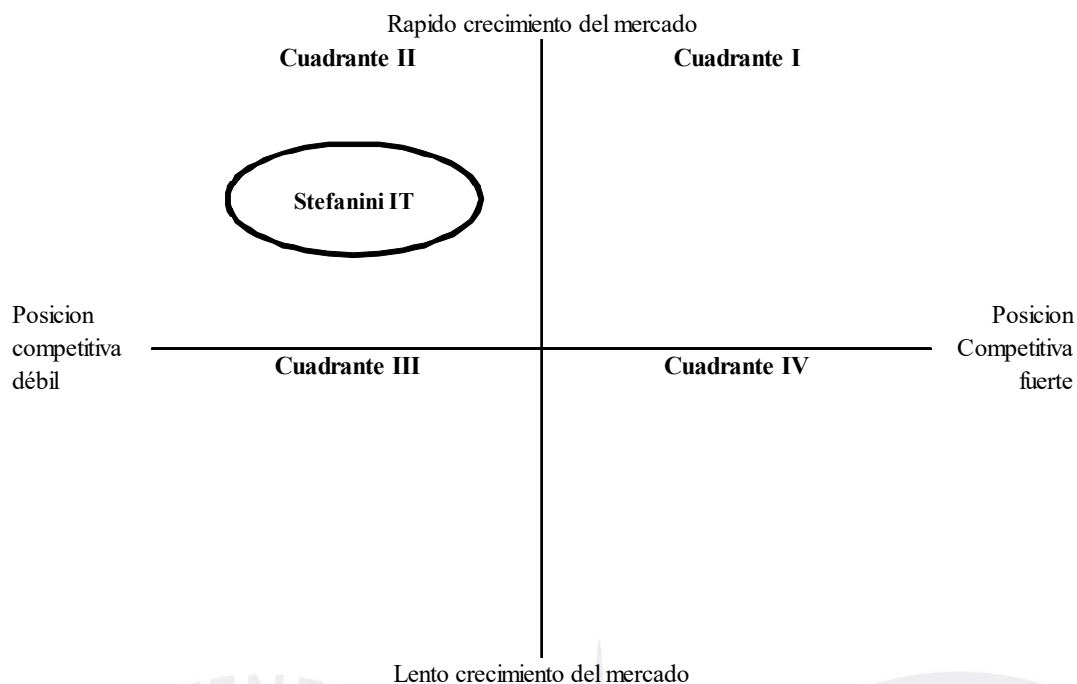 Rapido crecimiento del mercado
Cuadrante II
Cuadrante I
Stefanini IT
Posicion
competitiva
débil
Posicion
Competitiva
fuerte
Cuadrante III
Cuadrante IV
Lento crecimiento del mercado